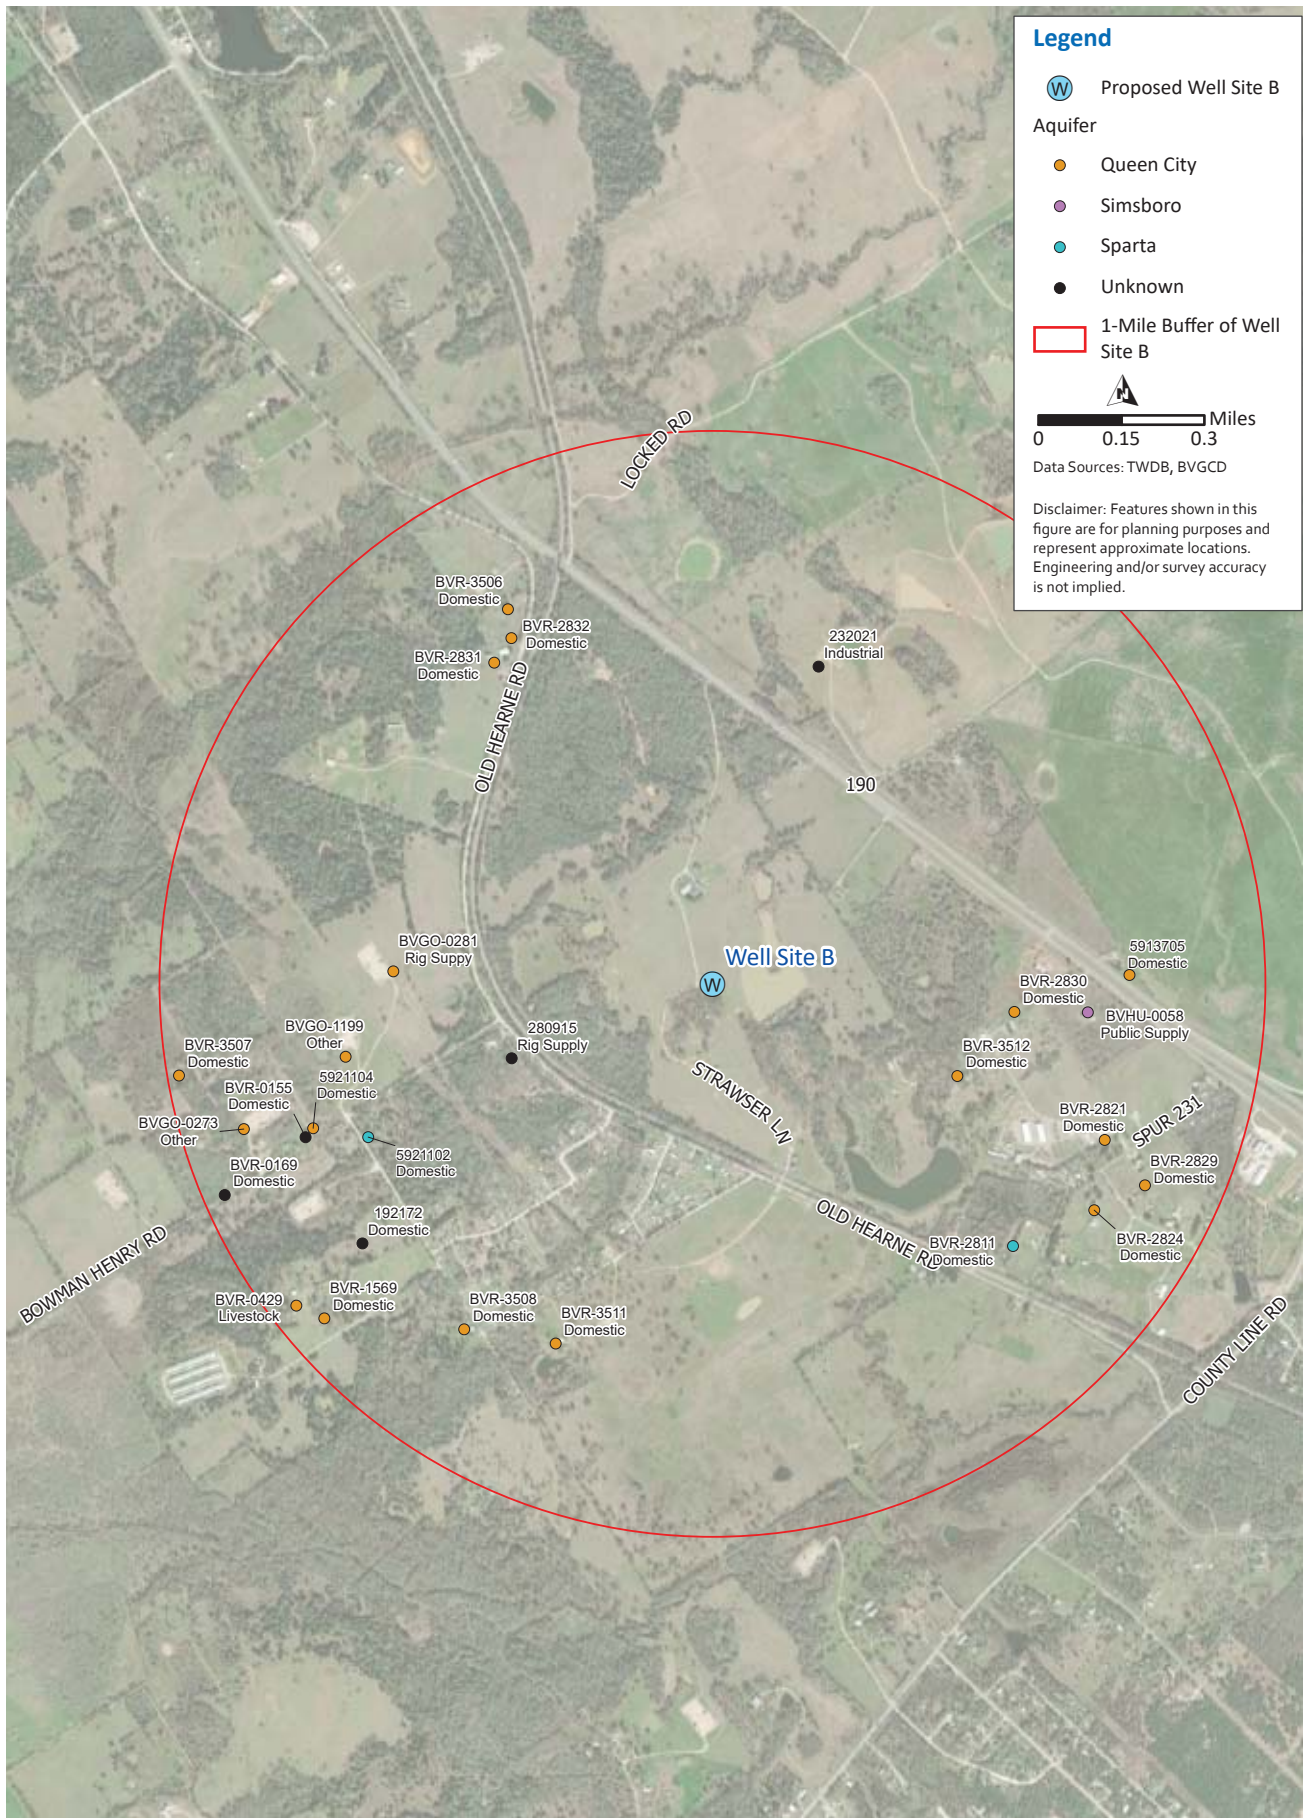 Legend
W
Proposed Well Site B
Aquifer
Queen City
Simsboro
Sparta
Unknown
1-Mile Buffer of Well
Site B
N
Miles
0 0.15 0.3
Data Sources: TWDB, BVGCD
Disclaimer: Features shown in this
figure are for planning purposes and
represent approximate locations.
Engineering and/or survey accuracy
is not implied.
LOCKED RD
BVR-3506
Domestic
BVR-2832
Domestic
BVR-2831
Domestic
232021
Industrial
OLD HEARNE RD
190
BVGO-0281
Rig Suppy
Well Site B
W
5913705
Domestic
BVR-2830
Domestic
BVHU-0058
Public Supply
BVGO-1199
Other
280915
Rig Supply
BVR-3512
Domestic
BVR-3507
Domestic
5921104
Domestic
BVR-0155
Domestic
STRAWSER LN
BVGO-0273
Other
BVR-2821
Domestic
SPUR 231
5921102
Domestic
BVR-0169
Domestic
BVR-2829
Domestic
192172
Domestic
OLD HEARNE RD
BVR-2811
Domestic
BVR-2824
Domestic
BOWMAN HENRY RD
BVR-0429
Livestock
BVR-1569
Domestic
BVR-3508
Domestic
BVR-3511
Domestic
COUNTY LINE RD